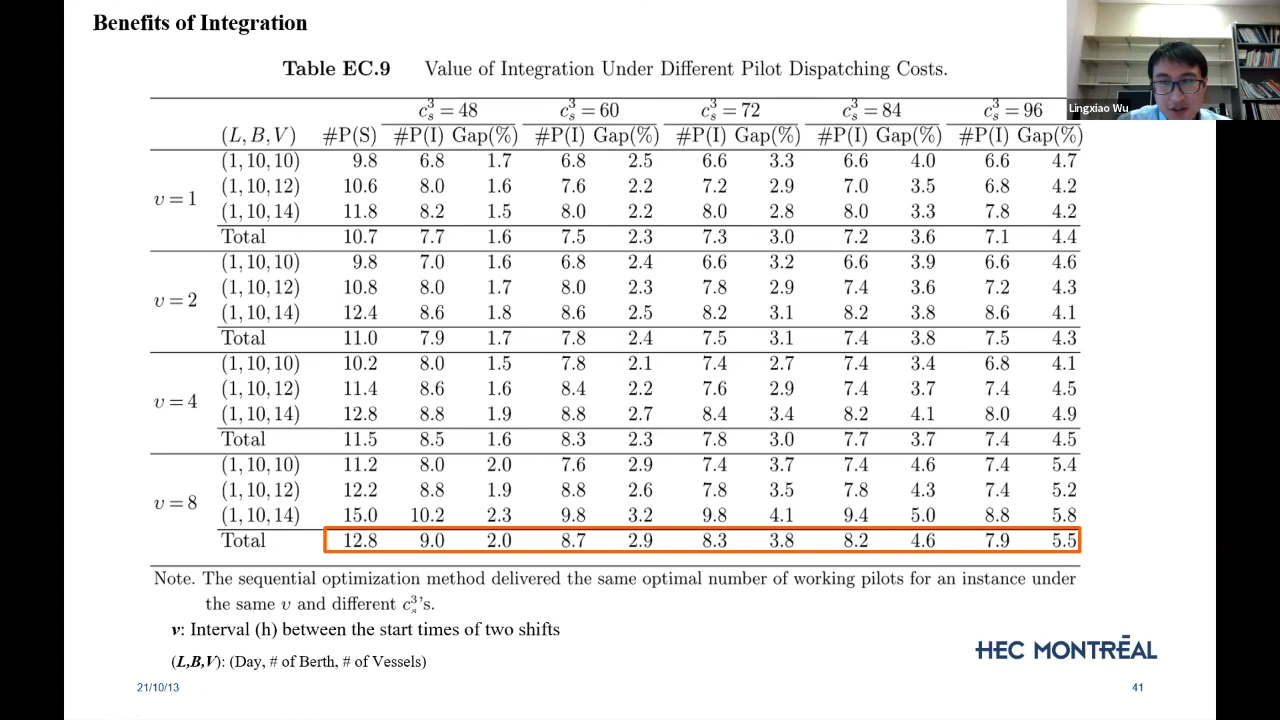 Benefits of Integration
Table EC.9 Value of Integration Under Different Pilot Dispatching Costs.
c_s^3 = 48 c_s^3 = 60 c_s^3 = 72 c_s^3 = 84 c_s^3 = 96
(L, B, V) #P(S) #P(I) Gap(%) #P(I) Gap(%) #P(I) Gap(%) #P(I) Gap(%) #P(I) Gap(%)
(1, 10, 10) 9.8 6.8 1.7 6.8 2.5 6.6 3.3 6.6 4.0 6.6 4.7
(1, 10, 12) 10.6 8.0 1.6 7.6 2.2 7.2 2.9 7.0 3.5 6.8 4.2
υ = 1
(1, 10, 14) 11.8 8.2 1.5 8.0 2.2 8.0 2.8 8.0 3.3 7.8 4.2
Total 10.7 7.7 1.6 7.5 2.3 7.3 3.0 7.2 3.6 7.1 4.4
(1, 10, 10) 9.8 7.0 1.6 6.8 2.4 6.6 3.2 6.6 3.9 6.6 4.6
(1, 10, 12) 10.8 8.0 1.7 8.0 2.3 7.8 2.9 7.4 3.6 7.2 4.3
υ = 2
(1, 10, 14) 12.4 8.6 1.8 8.6 2.5 8.2 3.1 8.2 3.8 8.6 4.1
Total 11.0 7.9 1.7 7.8 2.4 7.5 3.1 7.4 3.8 7.5 4.3
(1, 10, 10) 10.2 8.0 1.5 7.8 2.1 7.4 2.7 7.4 3.4 6.8 4.1
(1, 10, 12) 11.4 8.6 1.6 8.4 2.2 7.6 2.9 7.4 3.7 7.4 4.5
υ = 4
(1, 10, 14) 12.8 8.8 1.9 8.8 2.7 8.4 3.4 8.2 4.1 8.0 4.9
Total 11.5 8.5 1.6 8.3 2.3 7.8 3.0 7.7 3.7 7.4 4.5
(1, 10, 10) 11.2 8.0 2.0 7.6 2.9 7.4 3.7 7.4 4.6 7.4 5.4
(1, 10, 12) 12.2 8.8 1.9 8.8 2.6 7.8 3.5 7.8 4.3 7.4 5.2
υ = 8
(1, 10, 14) 15.0 10.2 2.3 9.8 3.2 9.8 4.1 9.4 5.0 8.8 5.8
Total 12.8 9.0 2.0 8.7 2.9 8.3 3.8 8.2 4.6 7.9 5.5
Note. The sequential optimization method delivered the same optimal number of working pilots for an instance under
the same υ and different c_s^3's.
v: Interval (h) between the start times of two shifts
(L,B,V): (Day, # of Berth, # of Vessels)
HEC MONTRÉAL
21/10/13
41
Lingxiao Wu